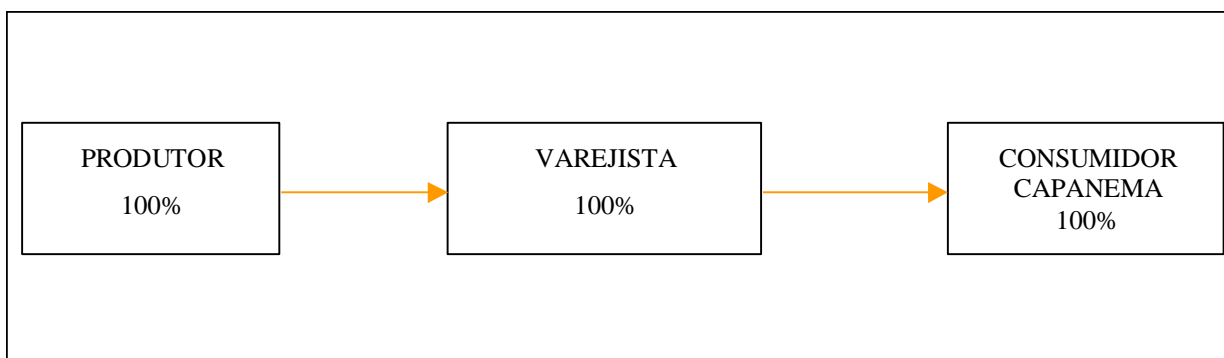 PRODUTOR
100%
VAREJISTA
100%
CONSUMIDOR
CAPANEMA
100%